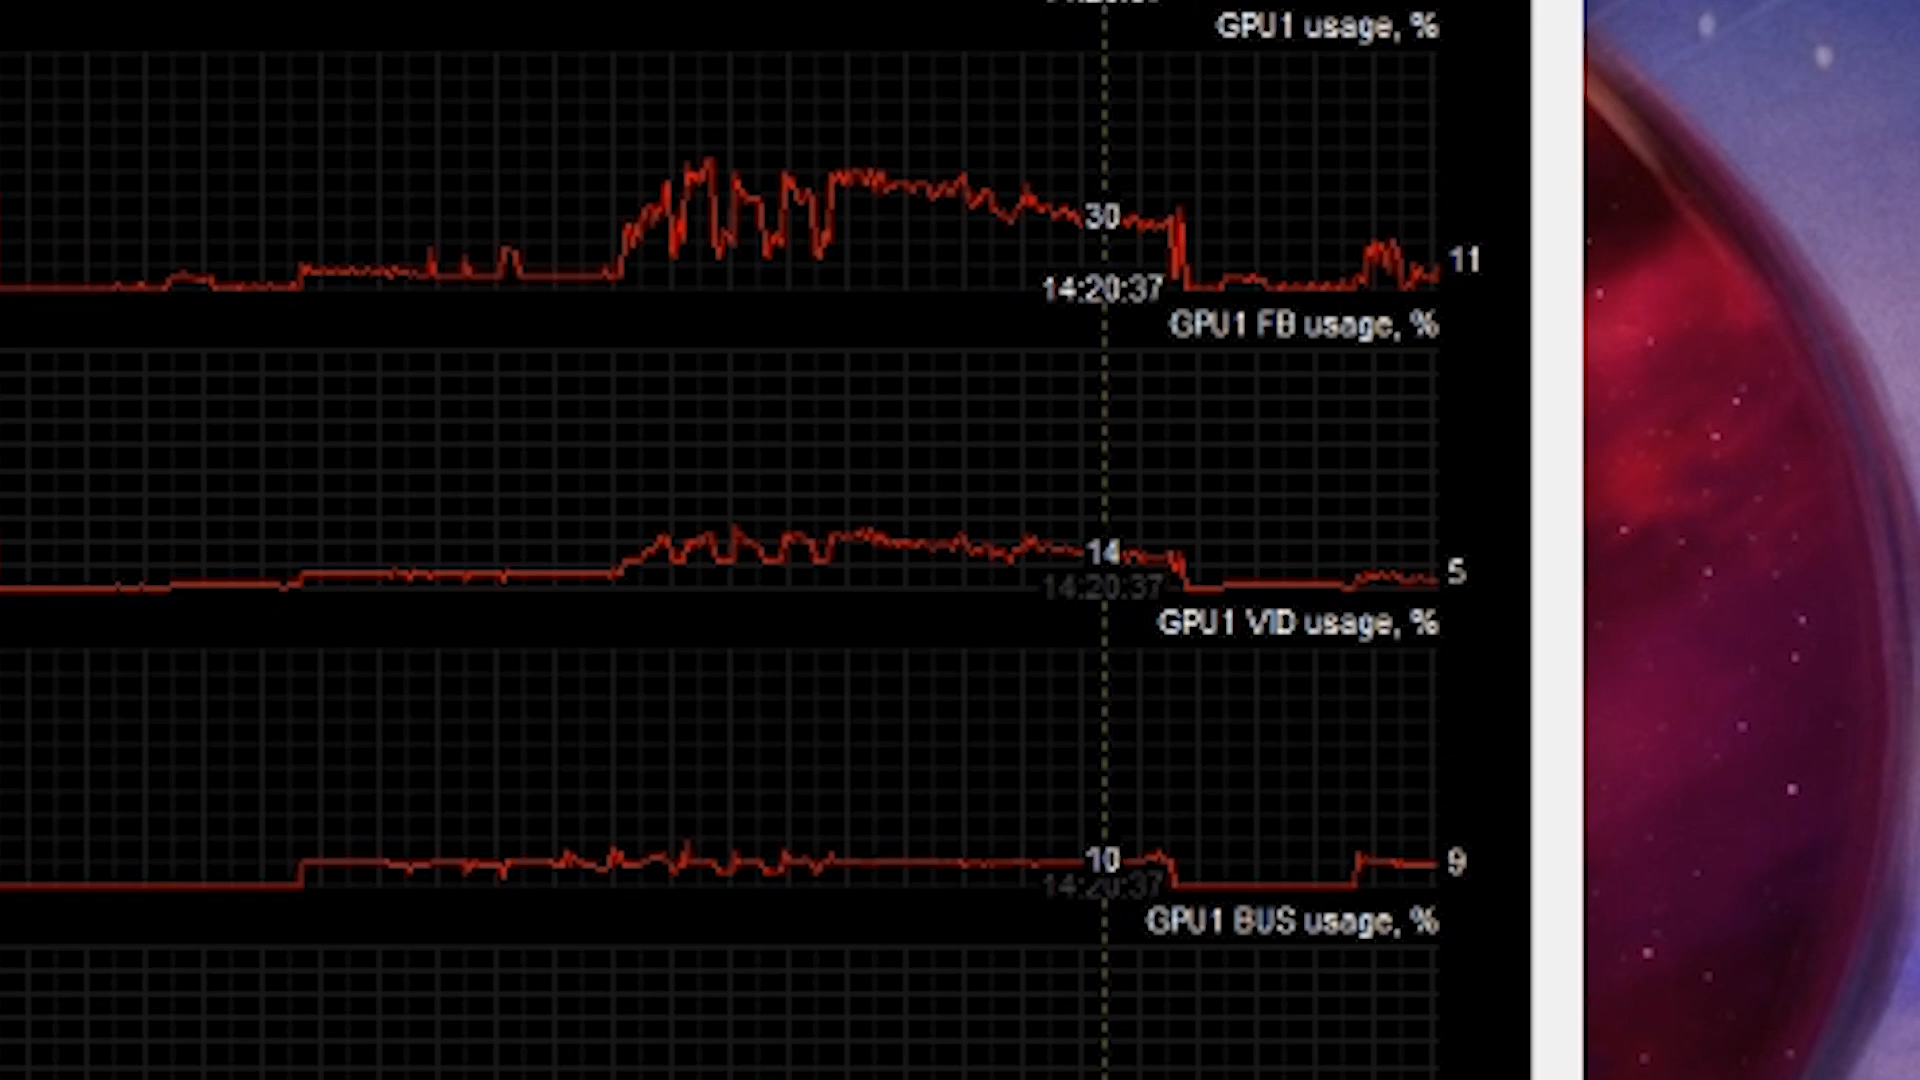 GPU1 usage, %
30
11
14:20:37
GPU1 FB usage, %
14
5
14:20:37
GPU1 VID usage, %
10
9
14:20:37
GPU1 BUS usage, %